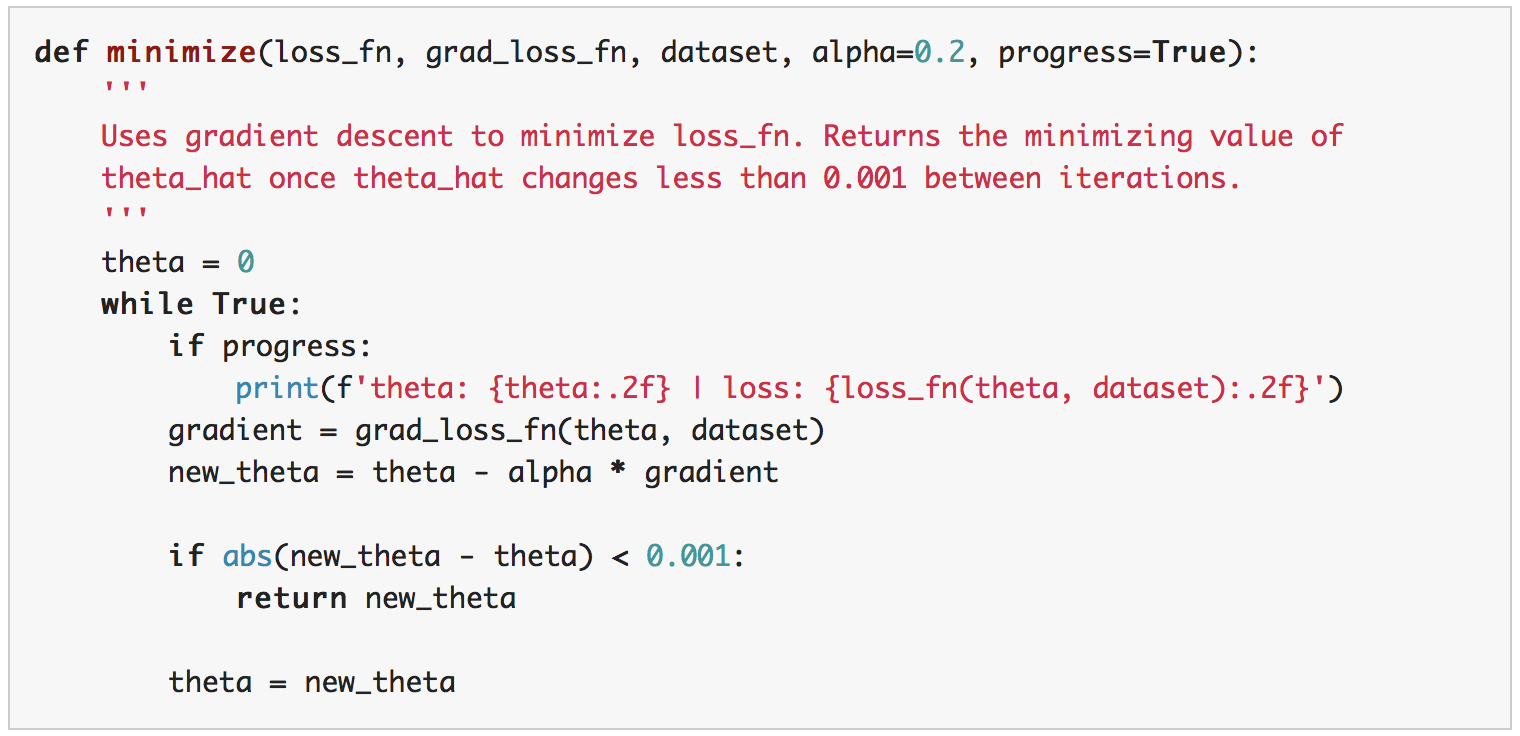 def minimize(loss_fn, grad_loss_fn, dataset, alpha=0.2, progress=True):
    '''
    Uses gradient descent to minimize loss_fn. Returns the minimizing value of
    theta_hat once theta_hat changes less than 0.001 between iterations.
    '''
    theta = 0
    while True:
        if progress:
            print(f'theta: {theta:.2f} | loss: {loss_fn(theta, dataset):.2f}')
        gradient = grad_loss_fn(theta, dataset)
        new_theta = theta - alpha * gradient

        if abs(new_theta - theta) < 0.001:
            return new_theta

        theta = new_theta